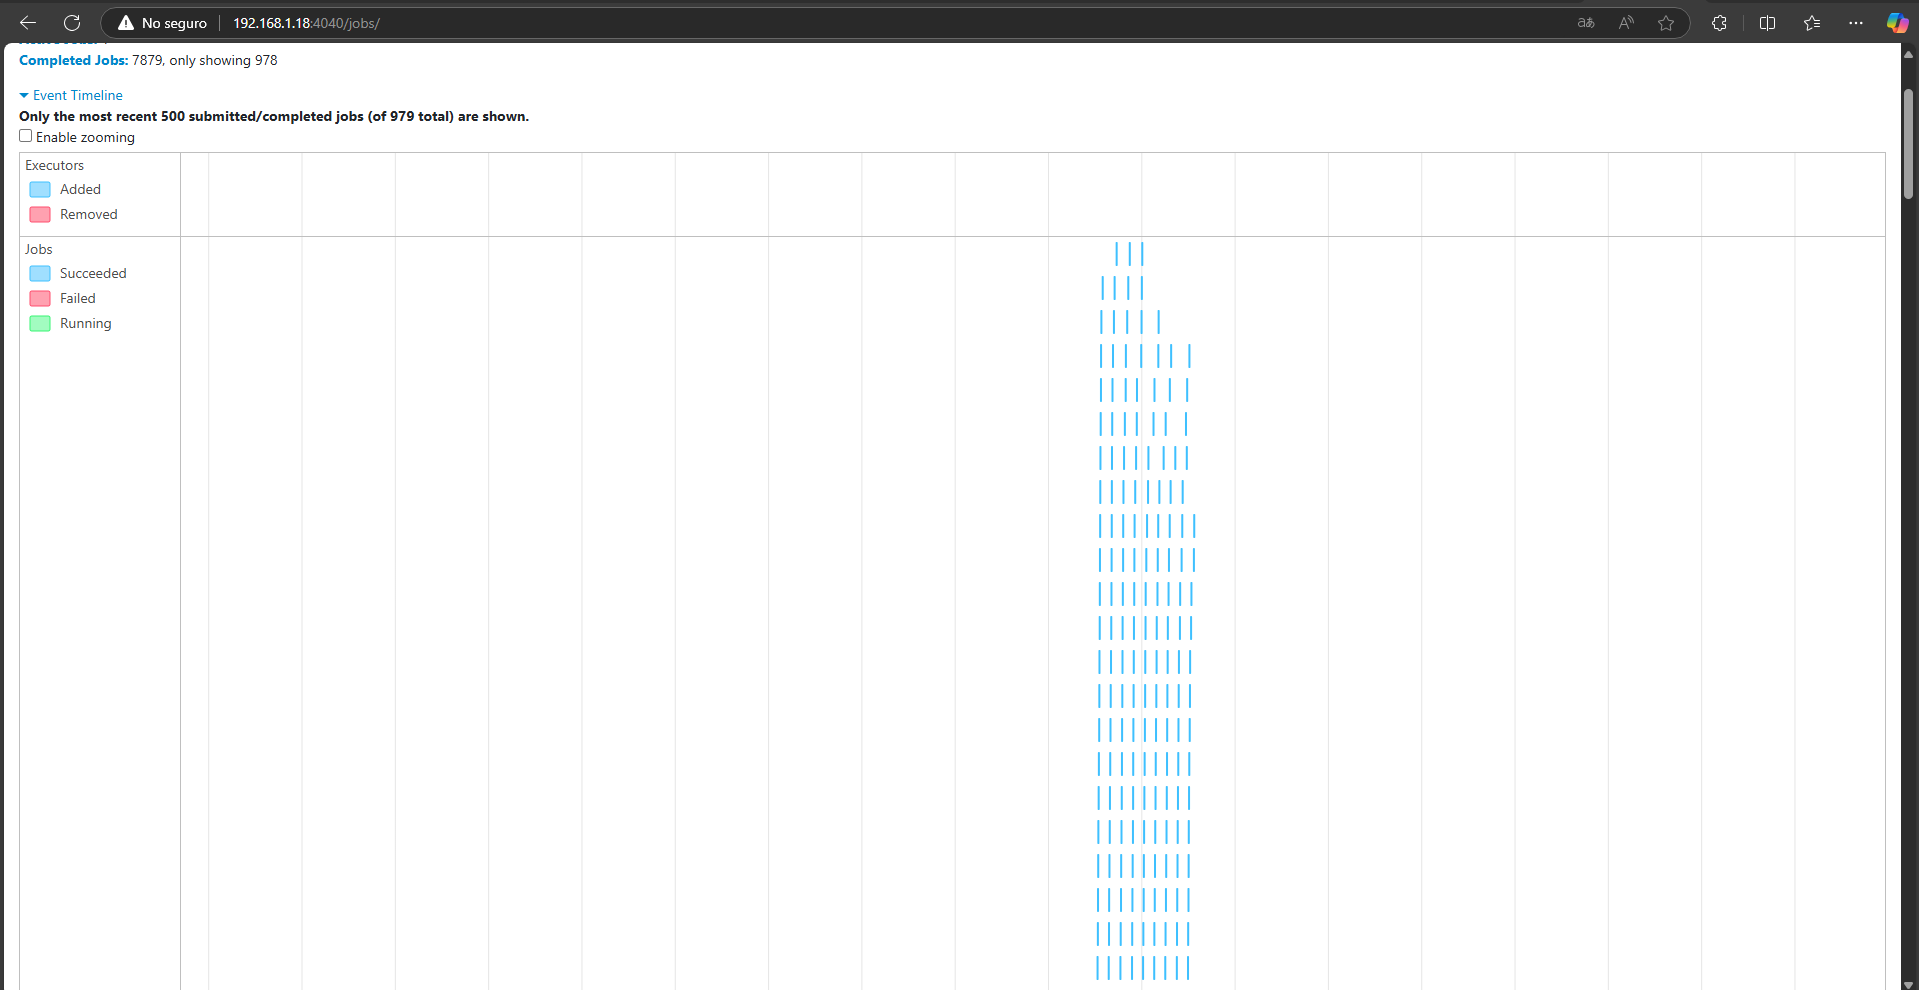 No seguro 192.168.1.18:4040/jobs/
Completed Jobs: 7879, only showing 978
Event Timeline
Only the most recent 500 submitted/completed jobs (of 979 total) are shown.
Enable zooming
Executors
Added
Removed
Jobs
Succeeded
Failed
Running